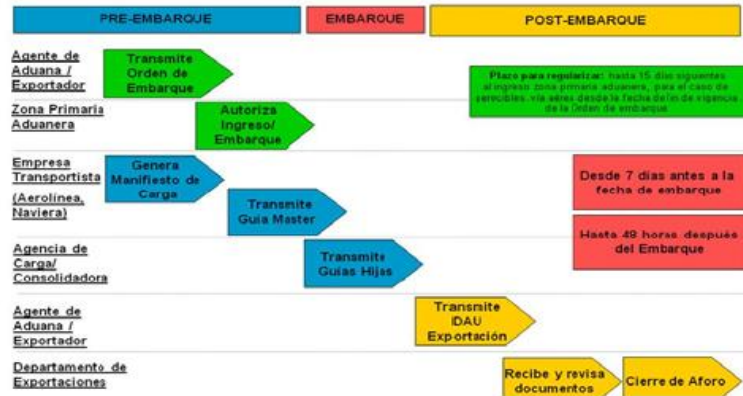 PRE-EMBARQUE
EMBARQUE
POST-EMBARQUE
Agente de
Aduana /
Exportador
Transmite
Orden de
Embarque
Plazo para regularizar: hasta 15 días siguientes
al ingreso zona primaria aduanera, para el caso de
perecibles, vía aérea desde la fecha de fin de vigencia
de la Orden de embarque
Zona Primaria
Aduanera
Autoriza
Ingreso/
Embarque
Empresa
Transportista
(Aerolínea,
Naviera)
Genera
Manifiesto de
Carga
Transmite
Guia Master
Desde 7 días antes a la
fecha de embarque
Hasta 48 horas después
del Embarque
Agencia de
Carga/
Consolidadora
Transmite
Guías Hijas
Agente de
Aduana /
Exportador
Transmite
IDAU
Exportación
Departamento de
Exportaciones
Recibe y revisa
documentos
Cierre de Aforo